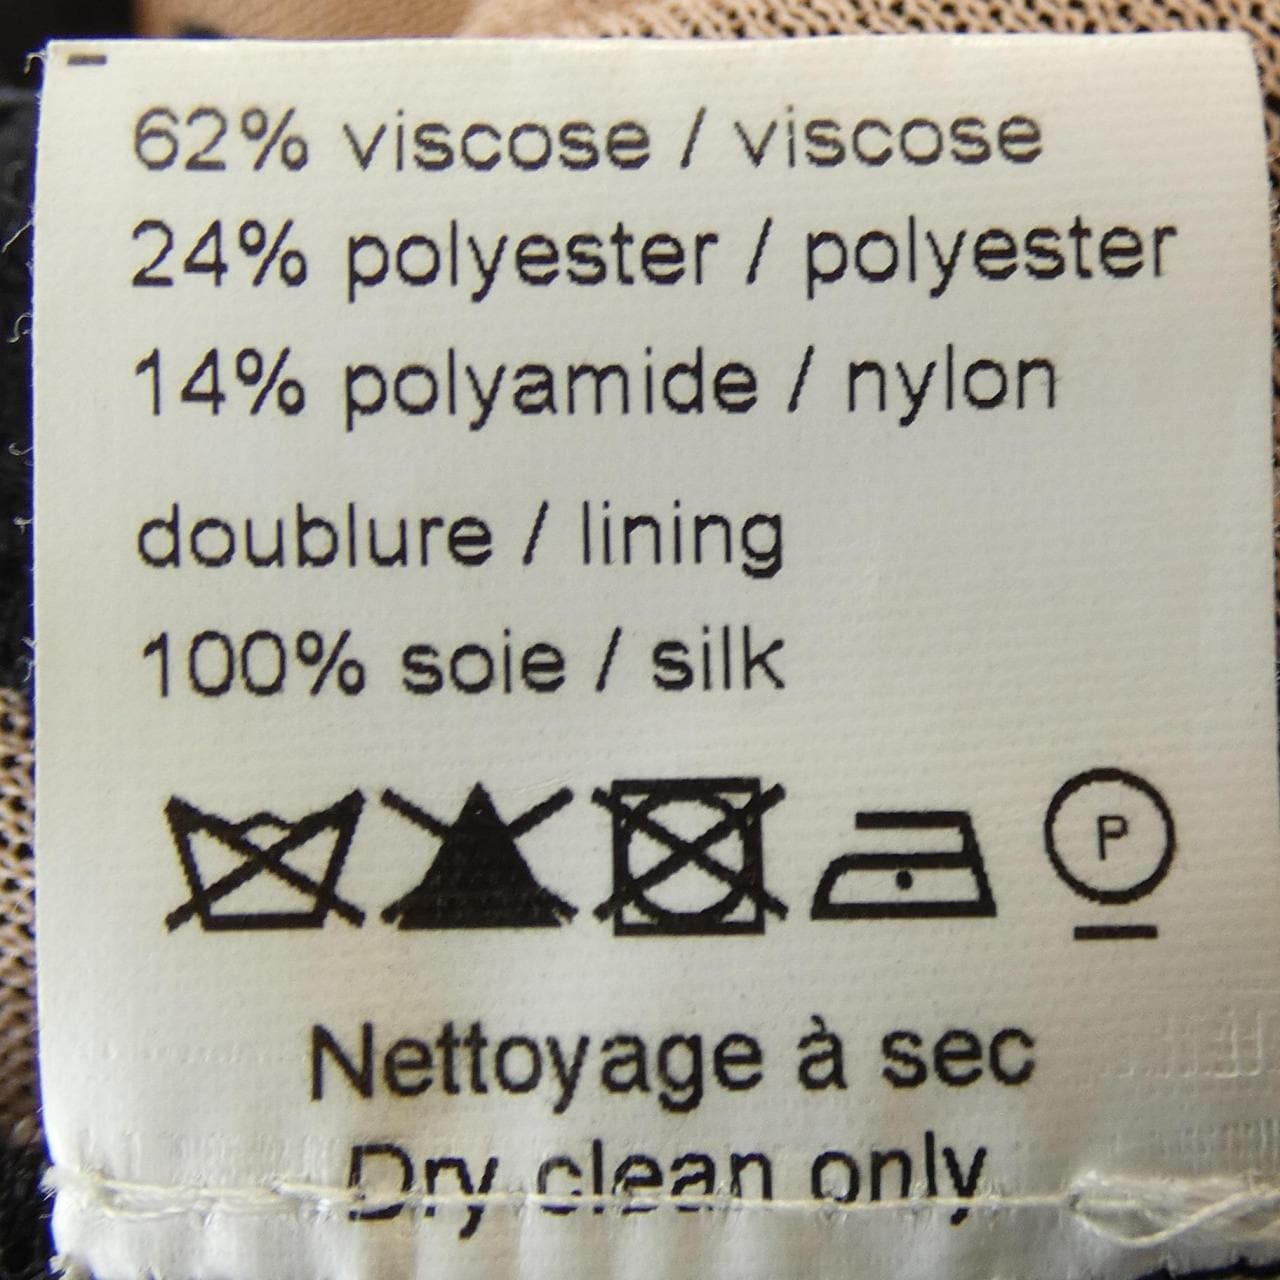 62% viscose / viscose
24% polyester / polyester
14% polyamide / nylon
doublure / lining
100% soie / silk
P
Nettoyage à sec
Dry clean only